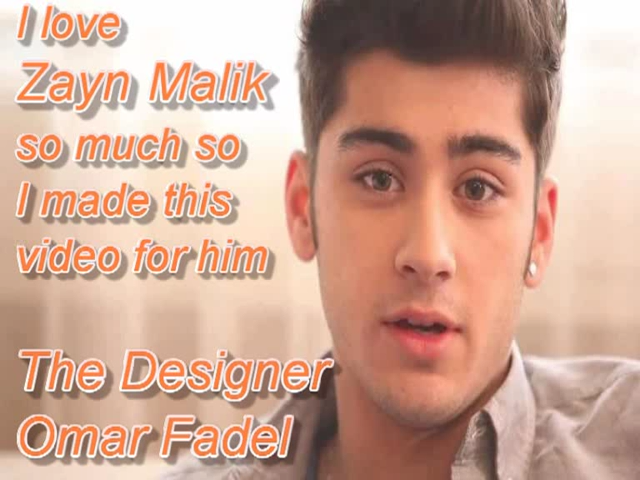 I love
Zayn Malik
so much so
I made this
video for him
The Designer
Omar Fadel